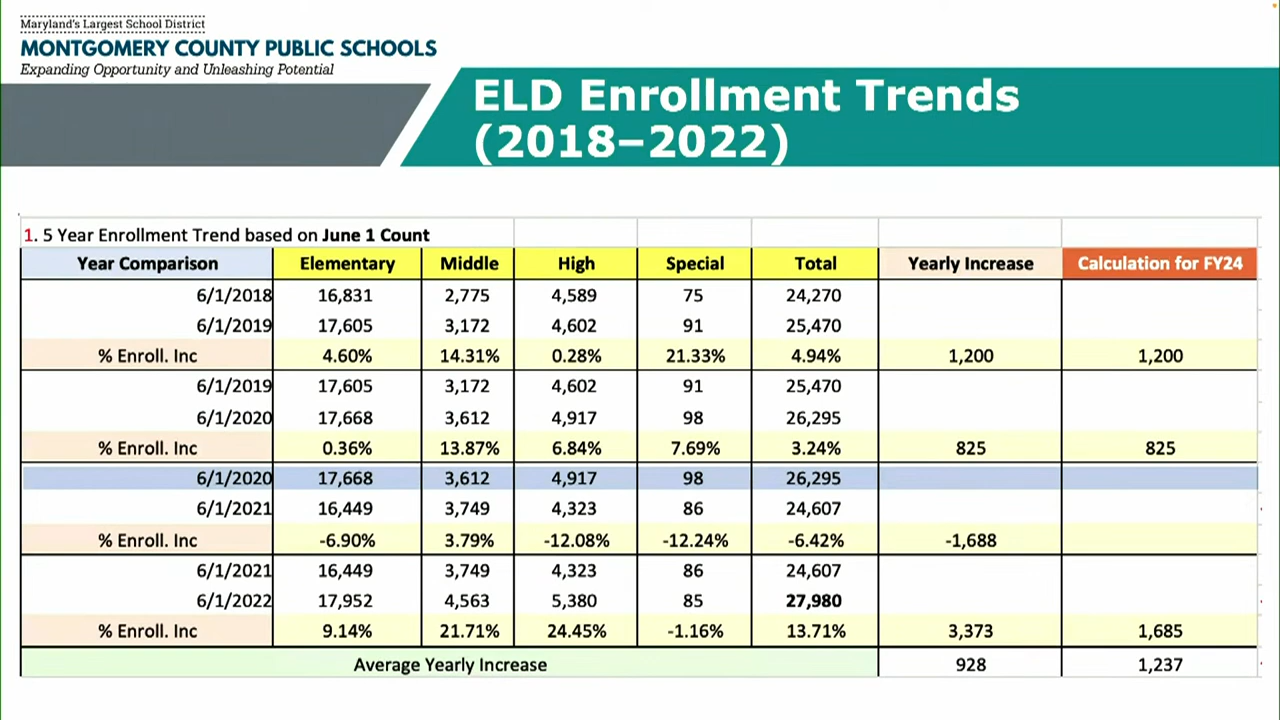 Maryland's Largest School District
MONTGOMERY COUNTY PUBLIC SCHOOLS
Expanding Opportunity and Unleashing Potential
ELD Enrollment Trends
(2018–2022)
1. 5 Year Enrollment Trend based on June 1 Count
Year Comparison Elementary Middle High Special Total Yearly Increase Calculation for FY24
6/1/2018 16,831 2,775 4,589 75 24,270
6/1/2019 17,605 3,172 4,602 91 25,470
% Enroll. Inc 4.60% 14.31% 0.28% 21.33% 4.94% 1,200 1,200
6/1/2019 17,605 3,172 4,602 91 25,470
6/1/2020 17,668 3,612 4,917 98 26,295
% Enroll. Inc 0.36% 13.87% 6.84% 7.69% 3.24% 825 825
6/1/2020 17,668 3,612 4,917 98 26,295
6/1/2021 16,449 3,749 4,323 86 24,607
% Enroll. Inc -6.90% 3.79% -12.08% -12.24% -6.42% -1,688
6/1/2021 16,449 3,749 4,323 86 24,607
6/1/2022 17,952 4,563 5,380 85 27,980
% Enroll. Inc 9.14% 21.71% 24.45% -1.16% 13.71% 3,373 1,685
Average Yearly Increase 928 1,237